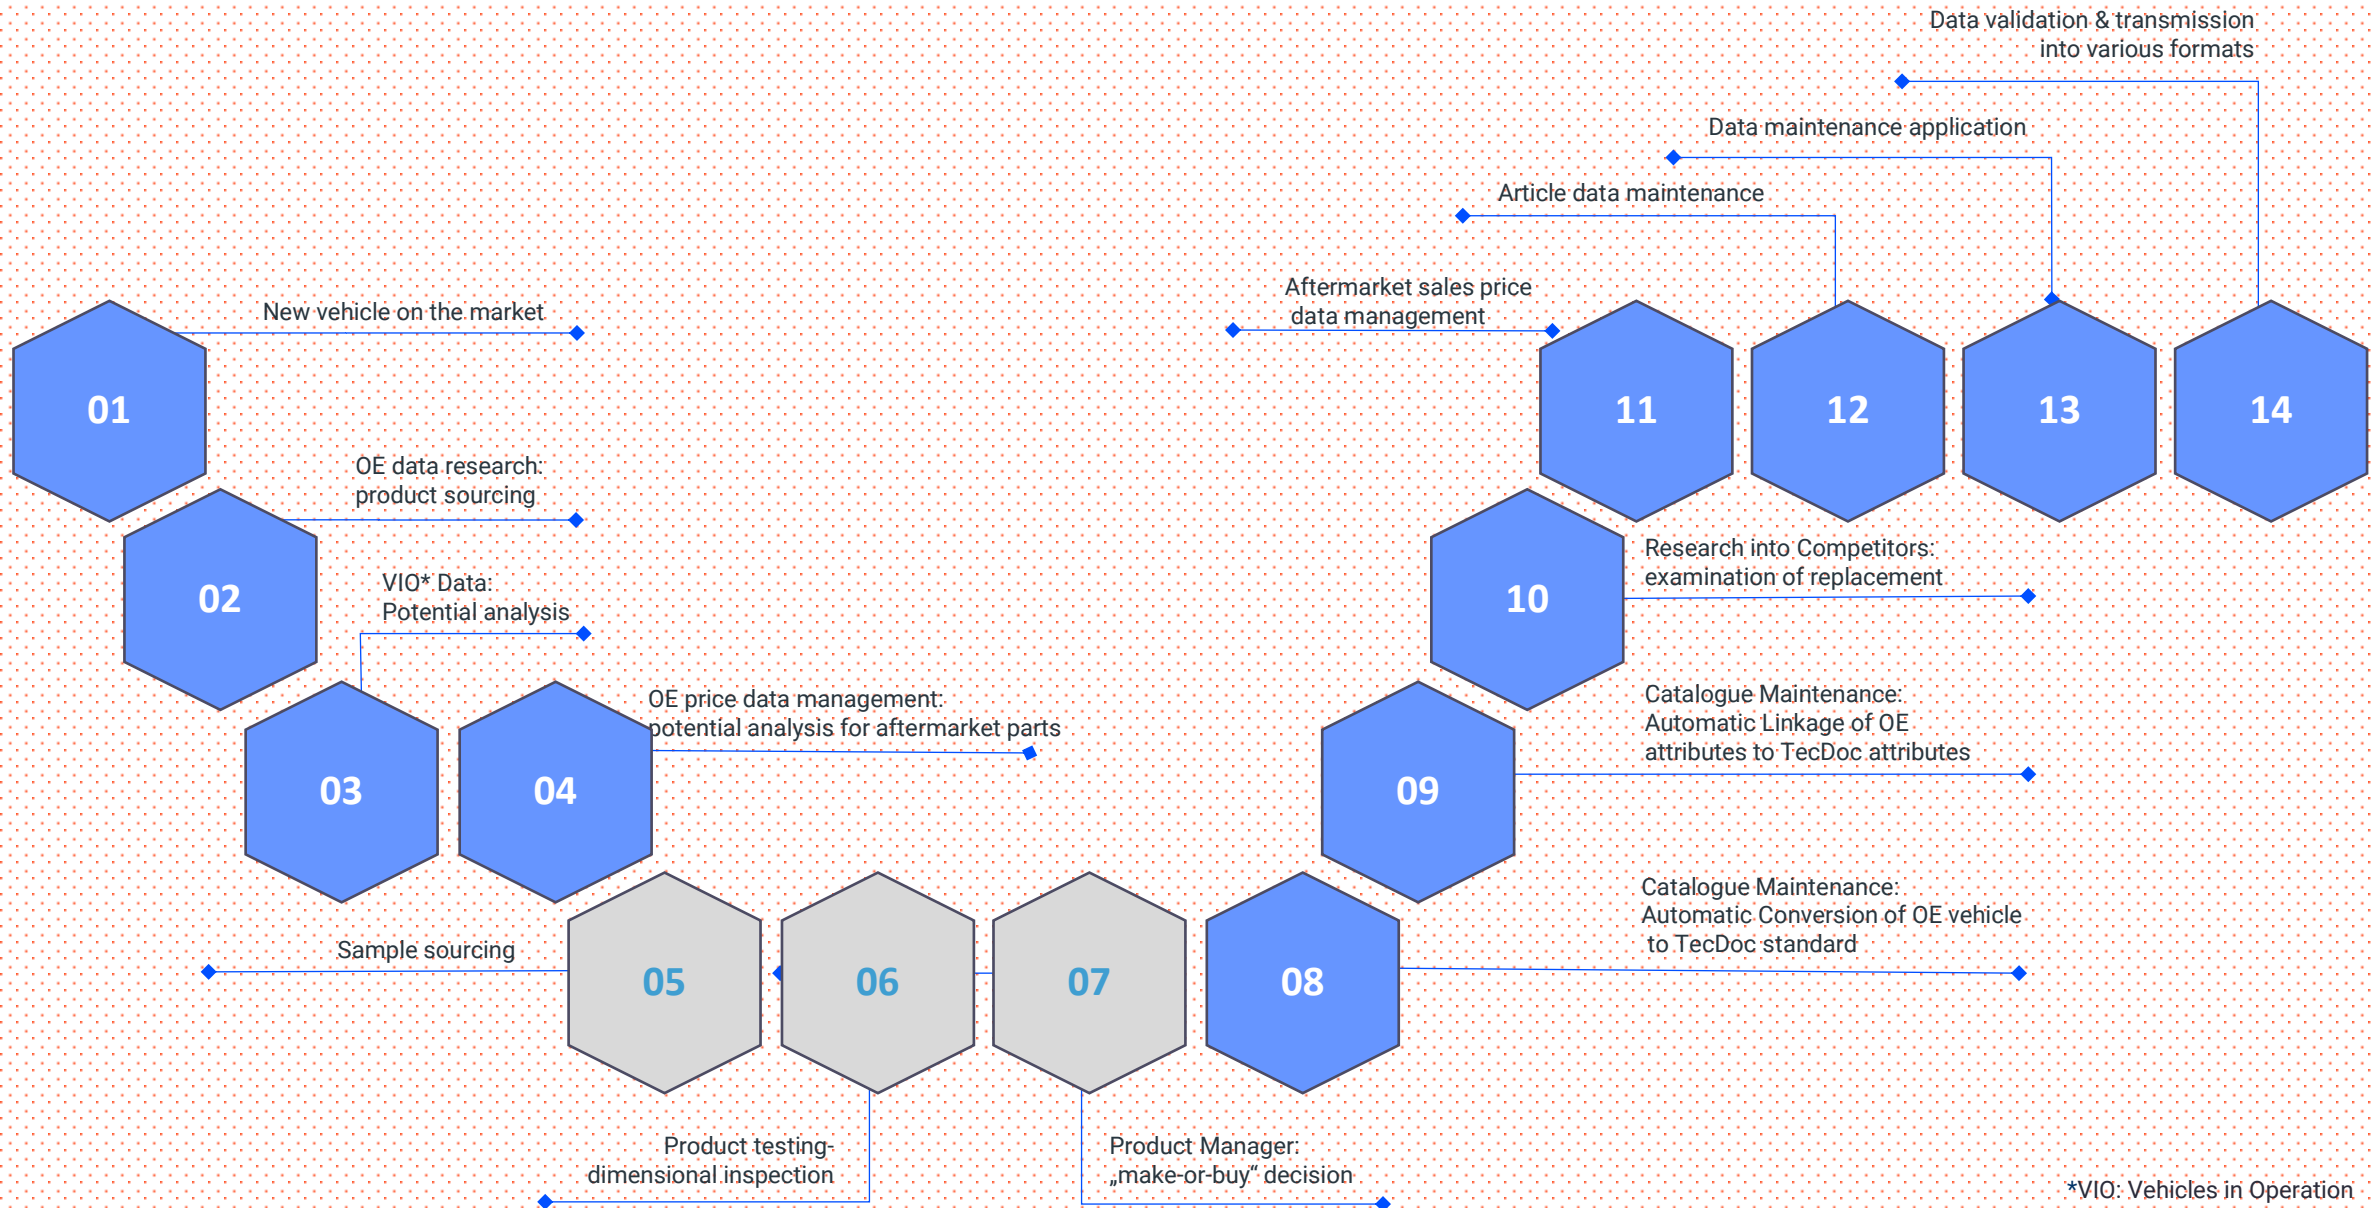 01
New vehicle on the market
02
OE data research:
product sourcing
03
VIO* Data:
Potential analysis
04
OE price data management:
potential analysis for aftermarket parts
05
Sample sourcing
06
Product testing-
dimensional inspection
07
Product Manager:
„make-or-buy“ decision
08
Catalogue Maintenance:
Automatic Conversion of OE vehicle
to TecDoc standard
09
Catalogue Maintenance:
Automatic Linkage of OE
attributes to TecDoc attributes
10
Research into Competitors:
examination of replacement
11
Aftermarket sales price
data management
12
Article data maintenance
13
Data maintenance application
14
Data validation & transmission
into various formats
*VIO: Vehicles in Operation